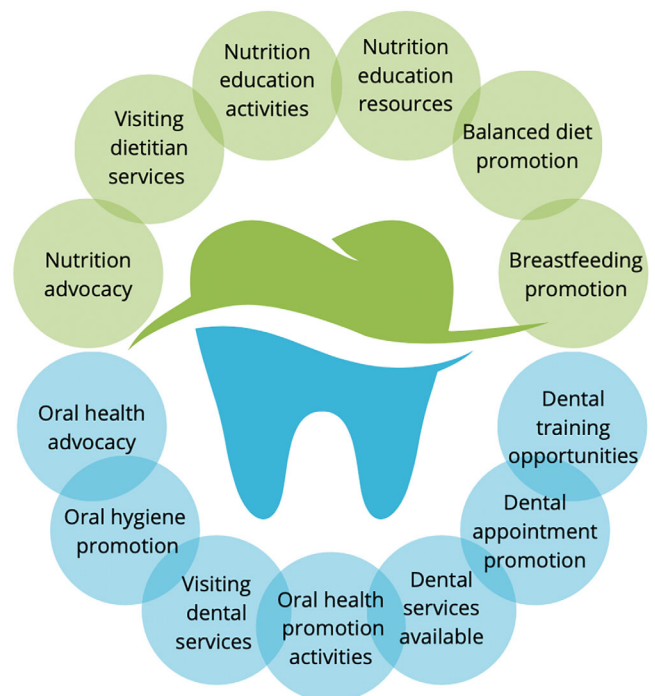 Nutrition
education
activities
Nutrition
education
resources
Visiting
dietitian
services
Balanced diet
promotion
Nutrition
advocacy
Breastfeeding
promotion
Oral health
advocacy
Dental
training
opportunities
Oral hygiene
promotion
Dental
appointment
promotion
Visiting
dental
services
Oral health
promotion
activities
Dental
services
available